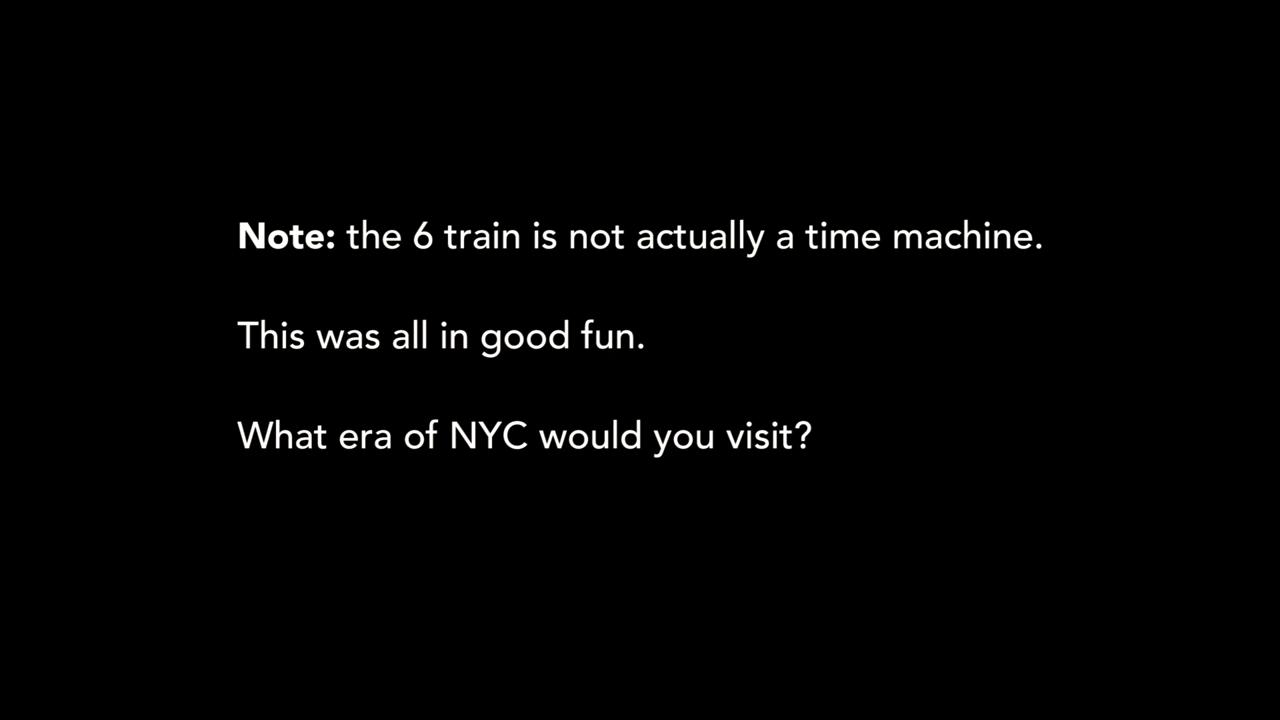 Note: the 6 train is not actually a time machine.
This was all in good fun.
What era of NYC would you visit?